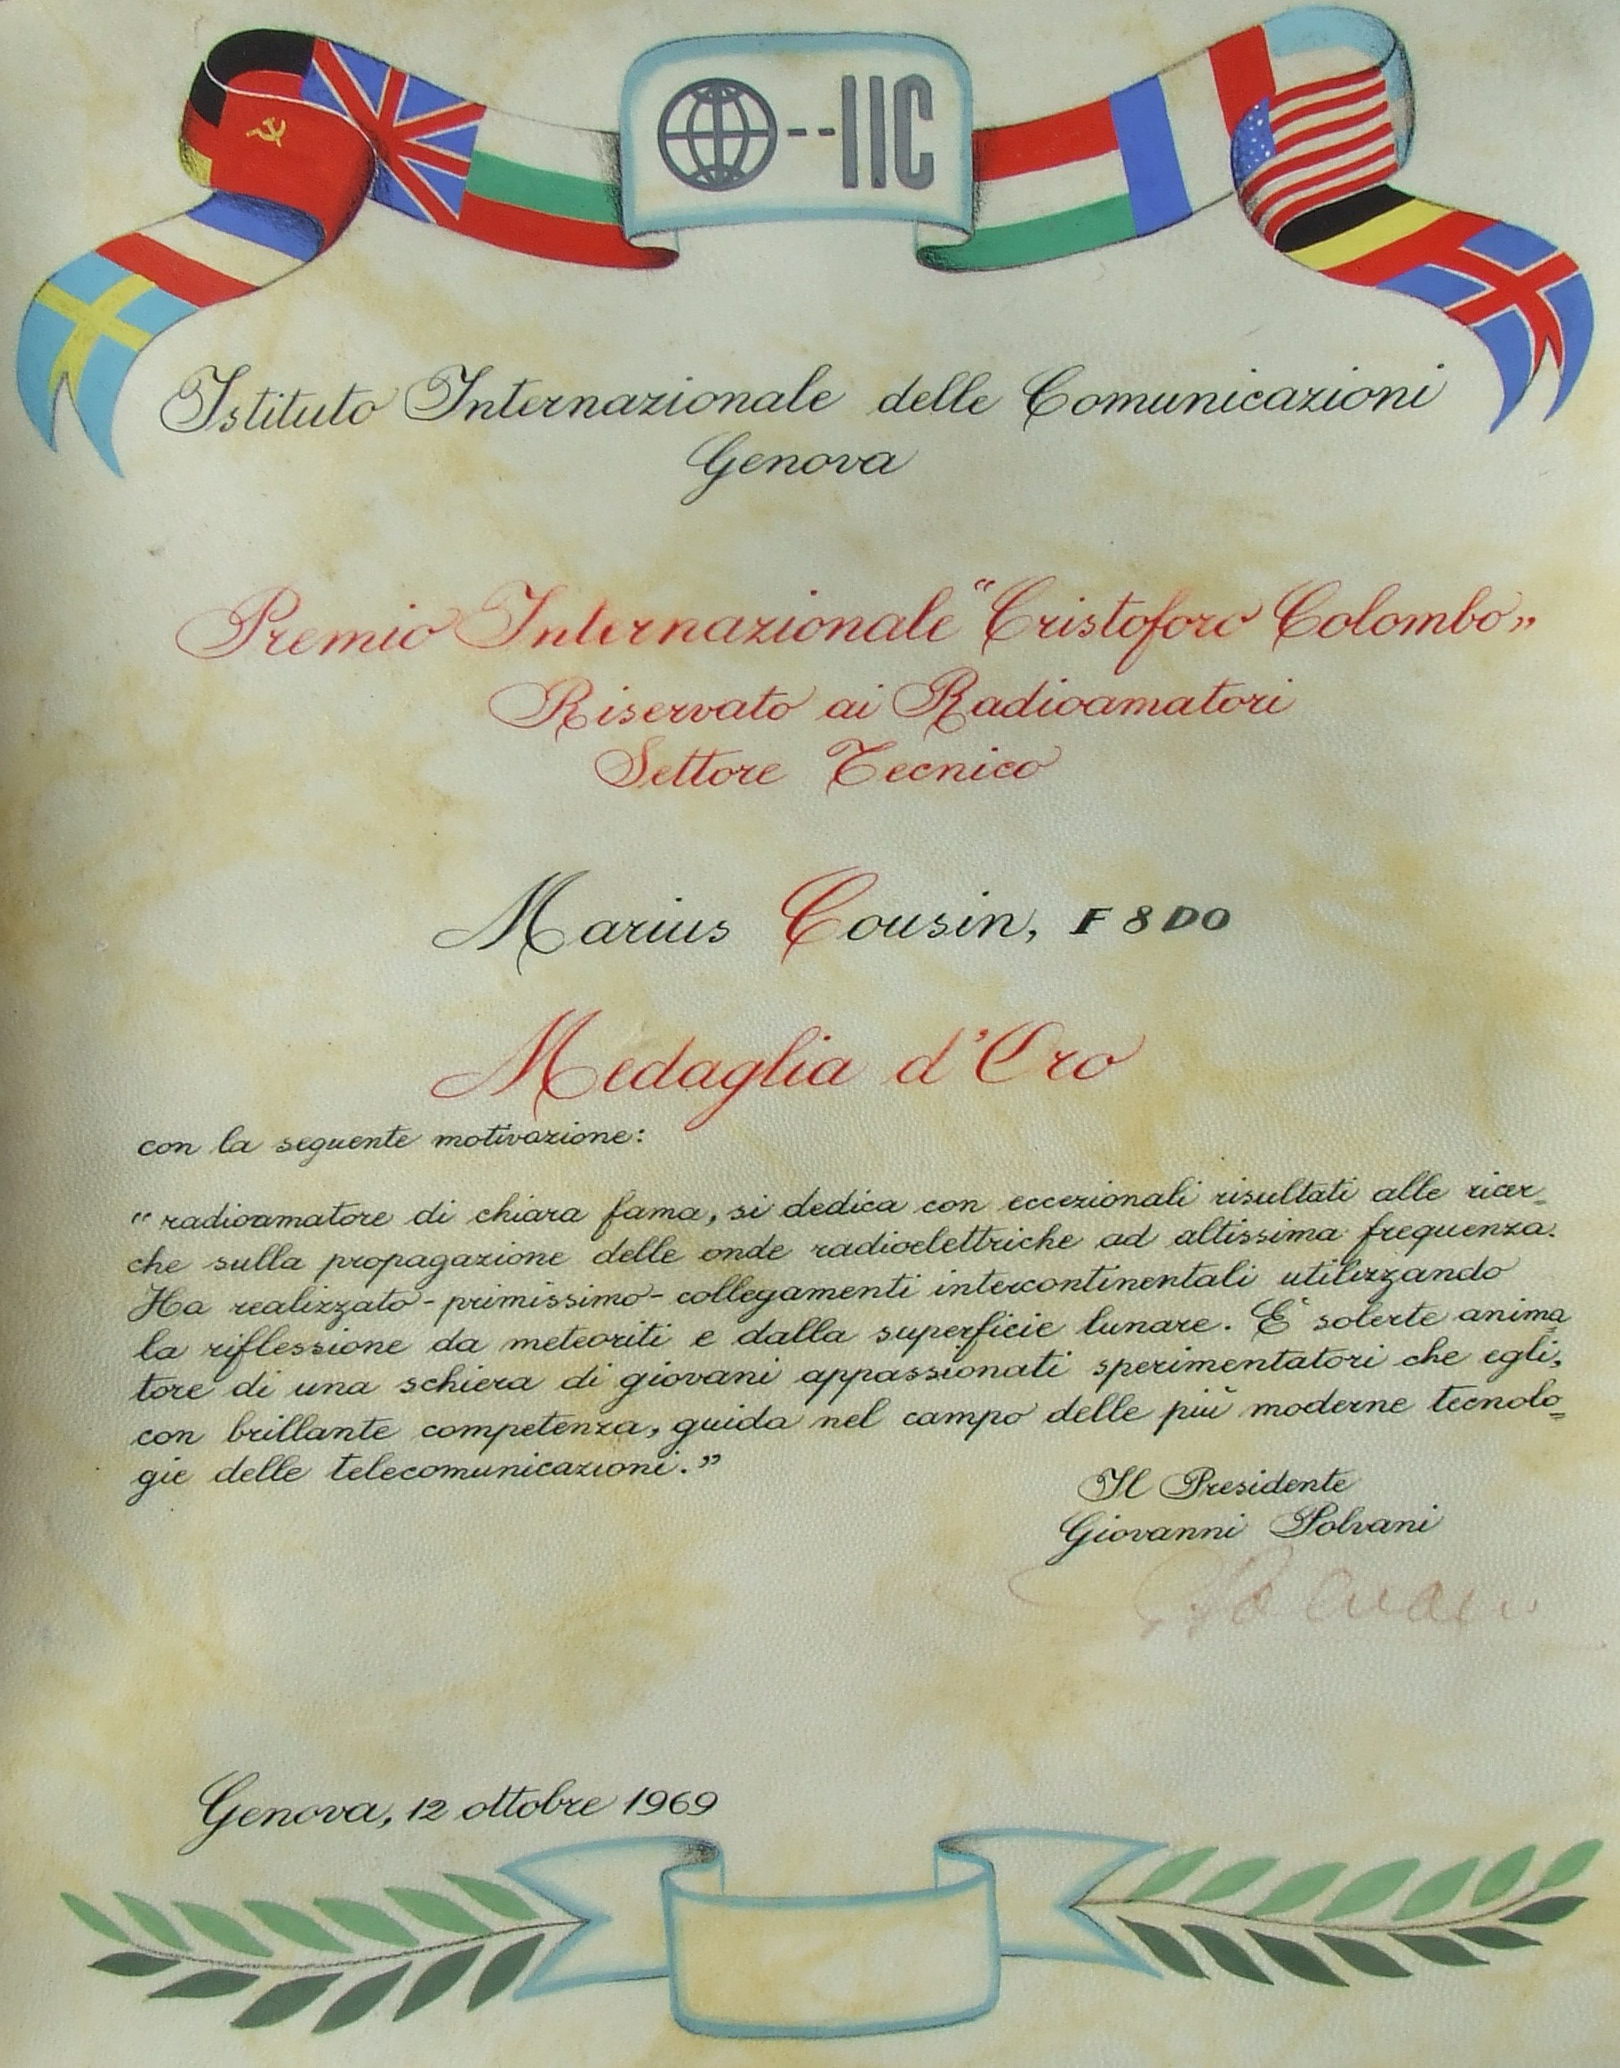 IIC
Istituto Internazionale delle Comunicazioni
Genova
Premio Internazionale “Cristoforo Colombo„
Riservato ai Radioamatori
Settore Tecnico
Marius Cousin, F8DO
Medaglia d'Oro
con la seguente motivazione:
“radioamatore di chiara fama, si dedica con eccezionali risultati alle ricer=
che sulla propagazione delle onde radioelettriche ad altissima frequenza.
Ha realizzato - primissimo - collegamenti intercontinentali utilizzando
la riflessione da meteoriti e dalla superficie lunare. È solerte anima=
tore di una schiera di giovani appassionati sperimentatori che egli,
con brillante competenza, guida nel campo delle più moderne tecnolo=
gie delle telecomunicazioni.”
Il Presidente
Giovanni Polvani
Polvani
Genova, 12 ottobre 1969